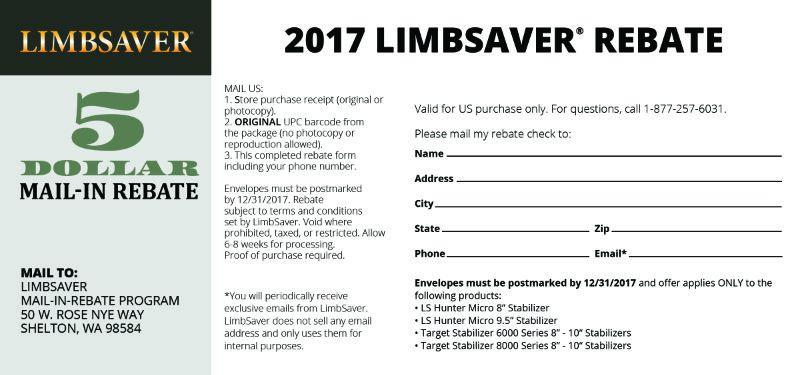 LIMBSAVER®
2017 LIMBSAVER® REBATE
5
DOLLAR
MAIL-IN REBATE
MAIL TO:
LIMBSAVER
MAIL-IN-REBATE PROGRAM
50 W. ROSE NYE WAY
SHELTON, WA 98584
MAIL US:
1. Store purchase receipt (original or
photocopy).
2. ORIGINAL UPC barcode from
the package (no photocopy or
reproduction allowed).
3. This completed rebate form
including your phone number.
Envelopes must be postmarked
by 12/31/2017. Rebate
subject to terms and conditions
set by LimbSaver. Void where
prohibited, taxed, or restricted. Allow
6-8 weeks for processing.
Proof of purchase required.
*You will periodically receive
exclusive emails from LimbSaver.
LimbSaver does not sell any email
address and only uses them for
internal purposes.
Valid for US purchase only. For questions, call 1-877-257-6031.
Please mail my rebate check to:
Name
Address
City
State Zip
Phone Email*
Envelopes must be postmarked by 12/31/2017 and offer applies ONLY to the
following products:
• LS Hunter Micro 8" Stabilizer
• LS Hunter Micro 9.5" Stabilizer
• Target Stabilizer 6000 Series 8" - 10" Stabilizers
• Target Stabilizer 8000 Series 8" - 10" Stabilizers